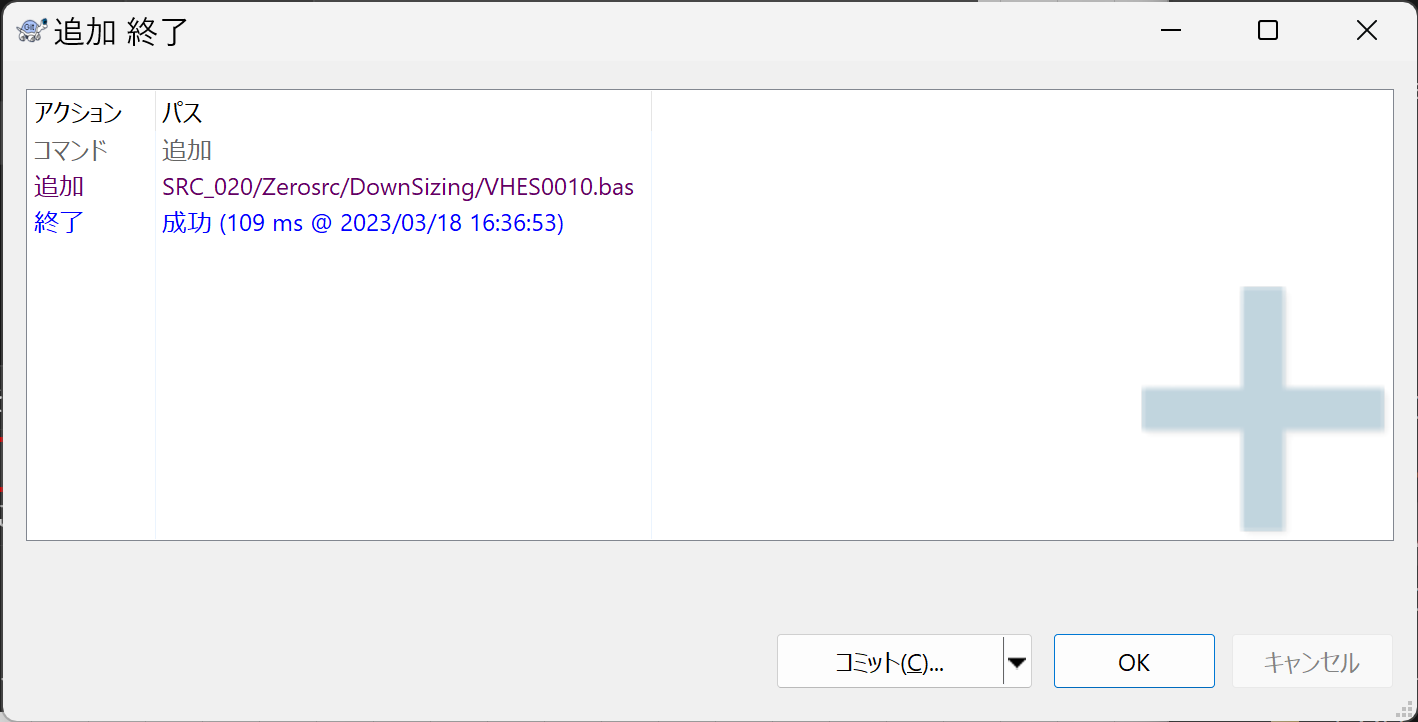 追加 終了
アクション パス
コマンド 追加
追加 SRC_020/Zerosrc/DownSizing/VHES0010.bas
終了 成功 (109 ms @ 2023/03/18 16:36:53)
コミット(C)... OK キャンセル